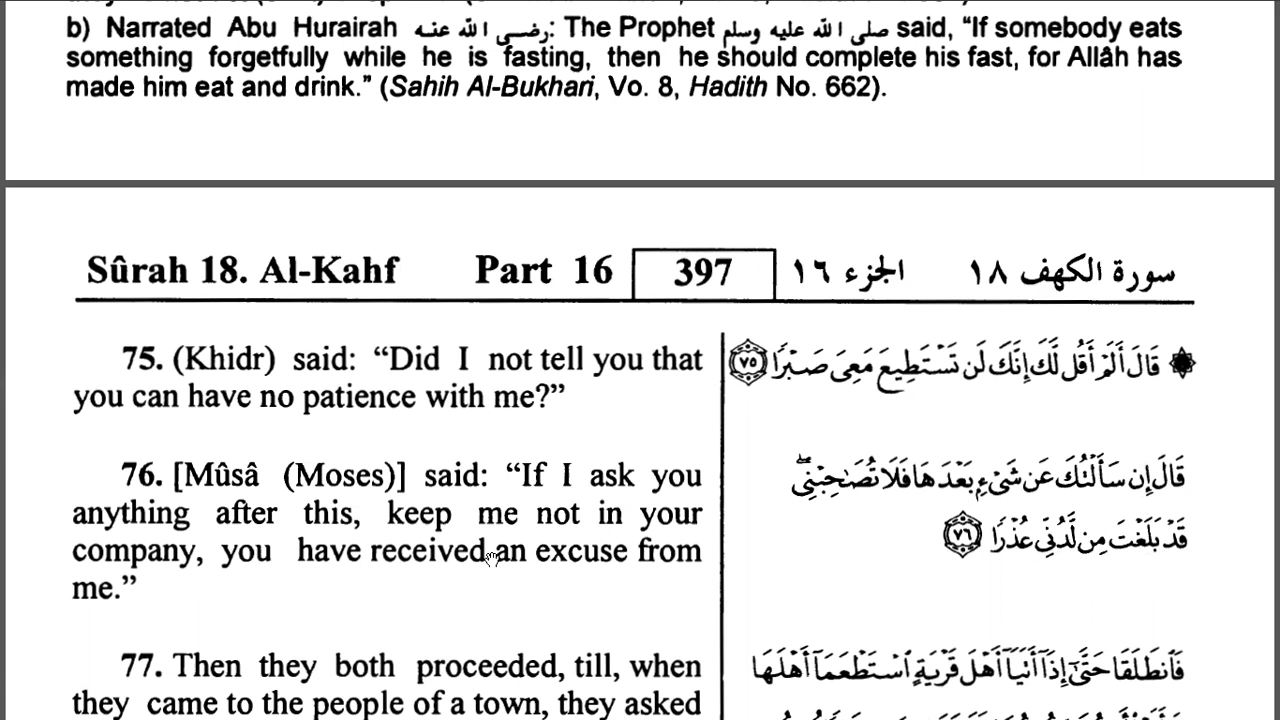 b) Narrated Abu Hurairah رضي الله عنه: The Prophet صلى الله عليه وسلم said, “If somebody eats
something forgetfully while he is fasting, then he should complete his fast, for Allâh has
made him eat and drink.” (Sahih Al-Bukhari, Vo. 8, Hadith No. 662).
Sûrah 18. Al-Kahf Part 16 397 الجزء ١٦ سورة الكهف ١٨
75. (Khidr) said: “Did I not tell you that
you can have no patience with me?”
۞ قَالَ أَلَمْ أَقُل لَّكَ إِنَّكَ لَن تَسْتَطِيعَ مَعِىَ صَبْرًا ٧٥
76. [Mûsâ (Moses)] said: “If I ask you
anything after this, keep me not in your
company, you have received an excuse from
me.”
قَالَ إِن سَأَلْتُكَ عَن شَىْءٍۭ بَعْدَهَا فَلَا تُصَٰحِبْنِى ۖ
قَدْ بَلَغْتَ مِن لَّدُنِّى عُذْرًا ٧٦
77. Then they both proceeded, till, when
they came to the people of a town, they asked
فَٱنطَلَقَا حَتَّىٰٓ إِذَآ أَتَيَآ أَهْلَ قَرْيَةٍ ٱسْتَطْعَمَآ أَهْلَهَا